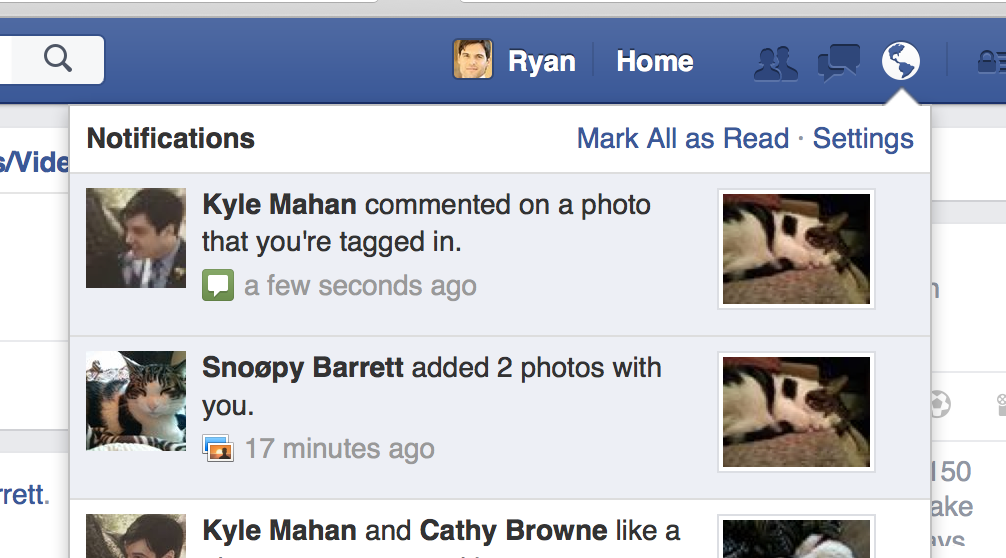 Ryan
Home
Notifications
Mark All as Read · Settings
s/Vide
Kyle Mahan commented on a photo
that you're tagged in.
a few seconds ago
Snoøpy Barrett added 2 photos with
you.
17 minutes ago
rett.
150
ake
Kyle Mahan and Cathy Browne like a